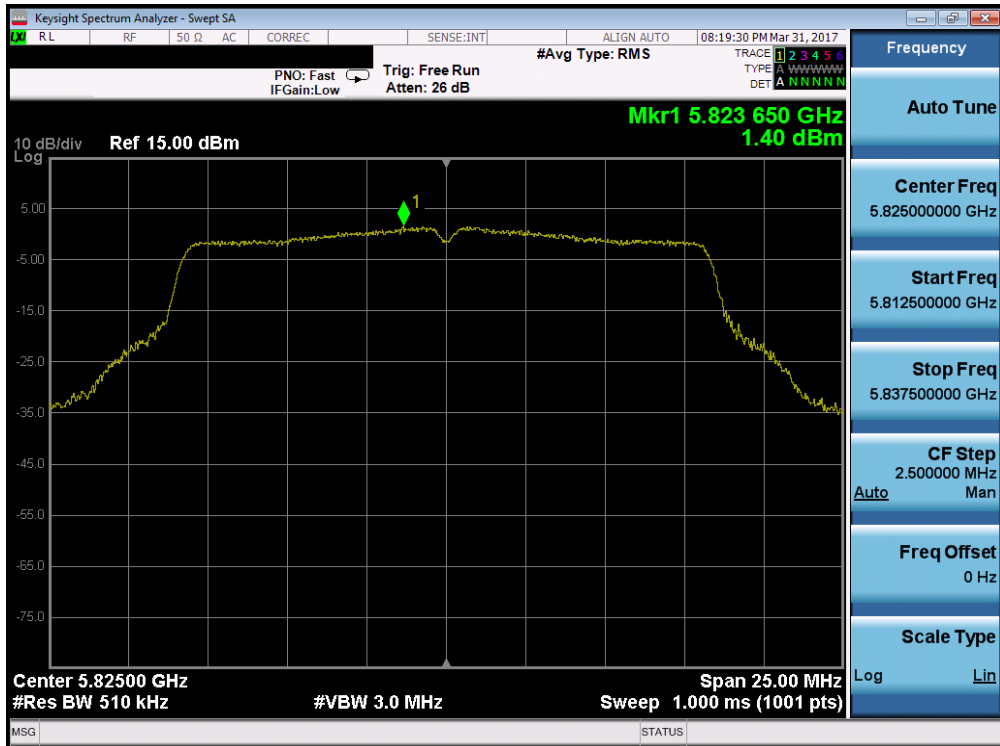 Keysight Spectrum Analyzer - Swept SA
LXI RL RF 50 Ω AC CORREC SENSE:INT ALIGN AUTO 08:19:30 PM Mar 31, 2017
#Avg Type: RMS
TRACE 1 2 3 4 5 6
TYPE A WWWWW
DET A N N N N N
PNO: Fast
IFGain:Low
Trig: Free Run
Atten: 26 dB
Mkr1 5.823 650 GHz
1.40 dBm
10 dB/div Ref 15.00 dBm
Log
1
5.00
-5.00
-15.0
-25.0
-35.0
-45.0
-55.0
-65.0
-75.0
Center 5.82500 GHz Span 25.00 MHz
#Res BW 510 kHz #VBW 3.0 MHz Sweep 1.000 ms (1001 pts)
MSG STATUS
Frequency
Auto Tune
Center Freq
5.825000000 GHz
Start Freq
5.812500000 GHz
Stop Freq
5.837500000 GHz
CF Step
2.500000 MHz
Auto Man
Freq Offset
0 Hz
Scale Type
Log Lin